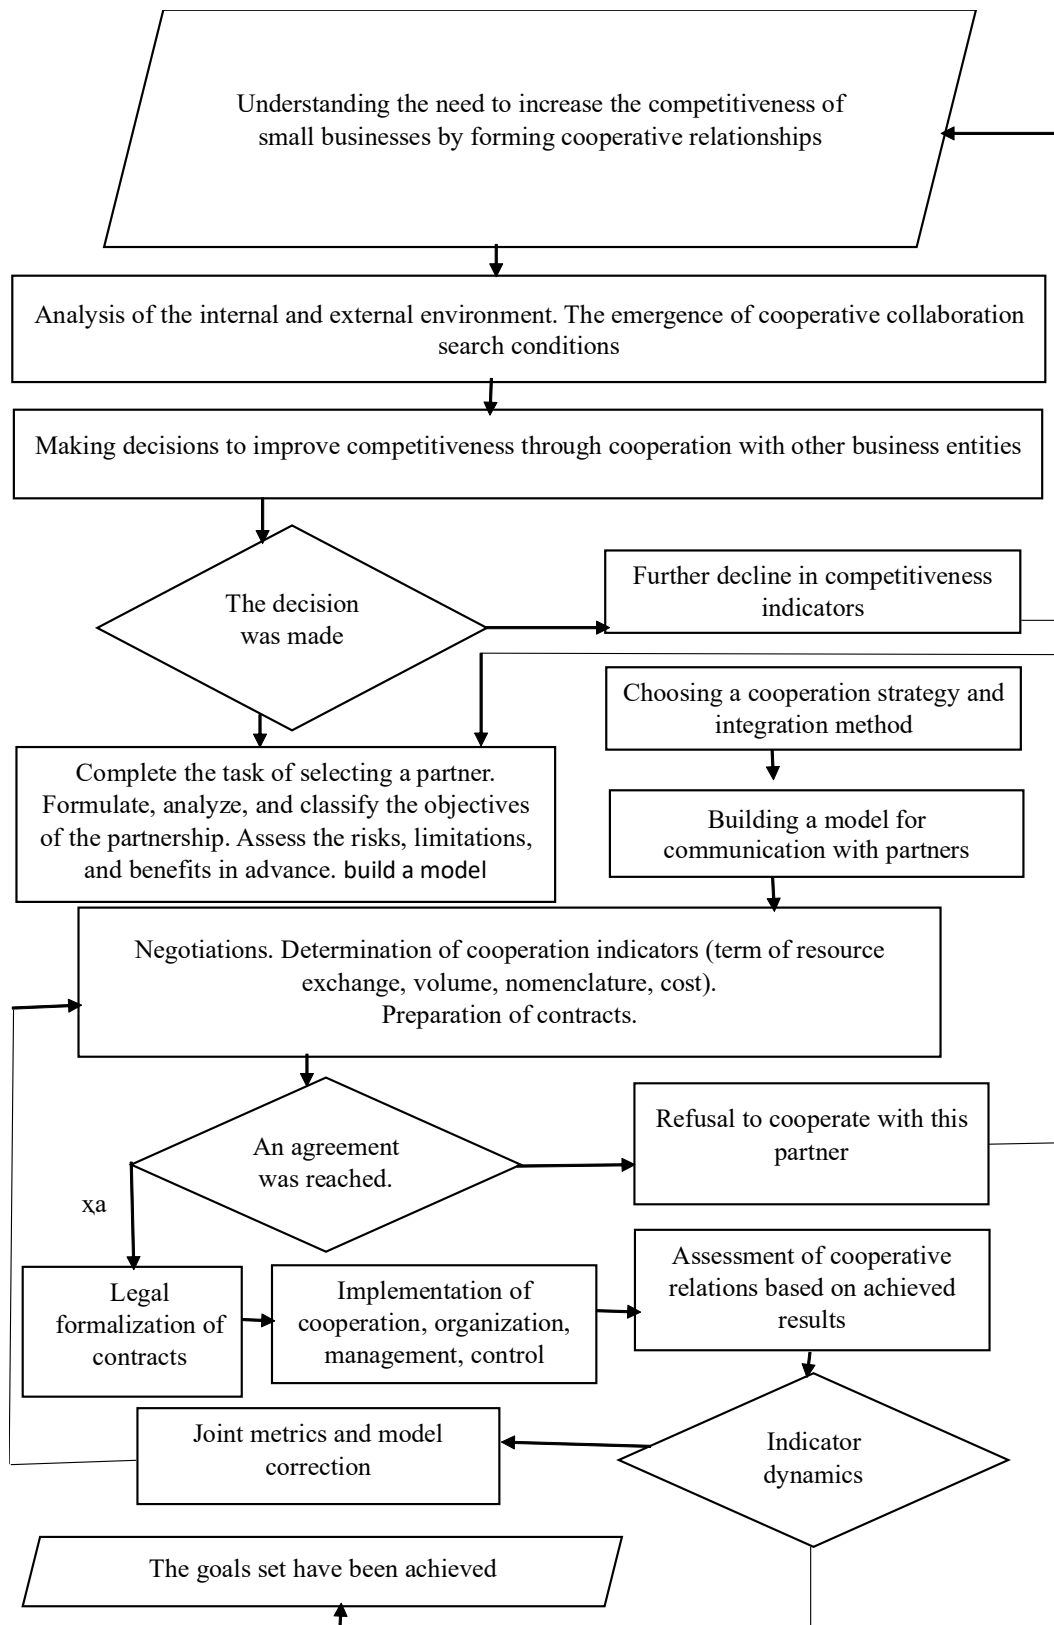 Understanding the need to increase the competitiveness of
small businesses by forming cooperative relationships
Analysis of the internal and external environment. The emergence of cooperative collaboration
search conditions
Making decisions to improve competitiveness through cooperation with other business entities
The decision
was made
Further decline in competitiveness
indicators
Choosing a cooperation strategy and
integration method
Complete the task of selecting a partner.
Formulate, analyze, and classify the objectives
of the partnership. Assess the risks, limitations,
and benefits in advance. build a model
Building a model for
communication with partners
Negotiations. Determination of cooperation indicators (term of resource
exchange, volume, nomenclature, cost).
Preparation of contracts.
An agreement
was reached.
Refusal to cooperate with this
partner
ҳа
Legal
formalization of
contracts
Implementation of
cooperation, organization,
management, control
Assessment of cooperative
relations based on achieved
results
Joint metrics and model
correction
Indicator
dynamics
The goals set have been achieved